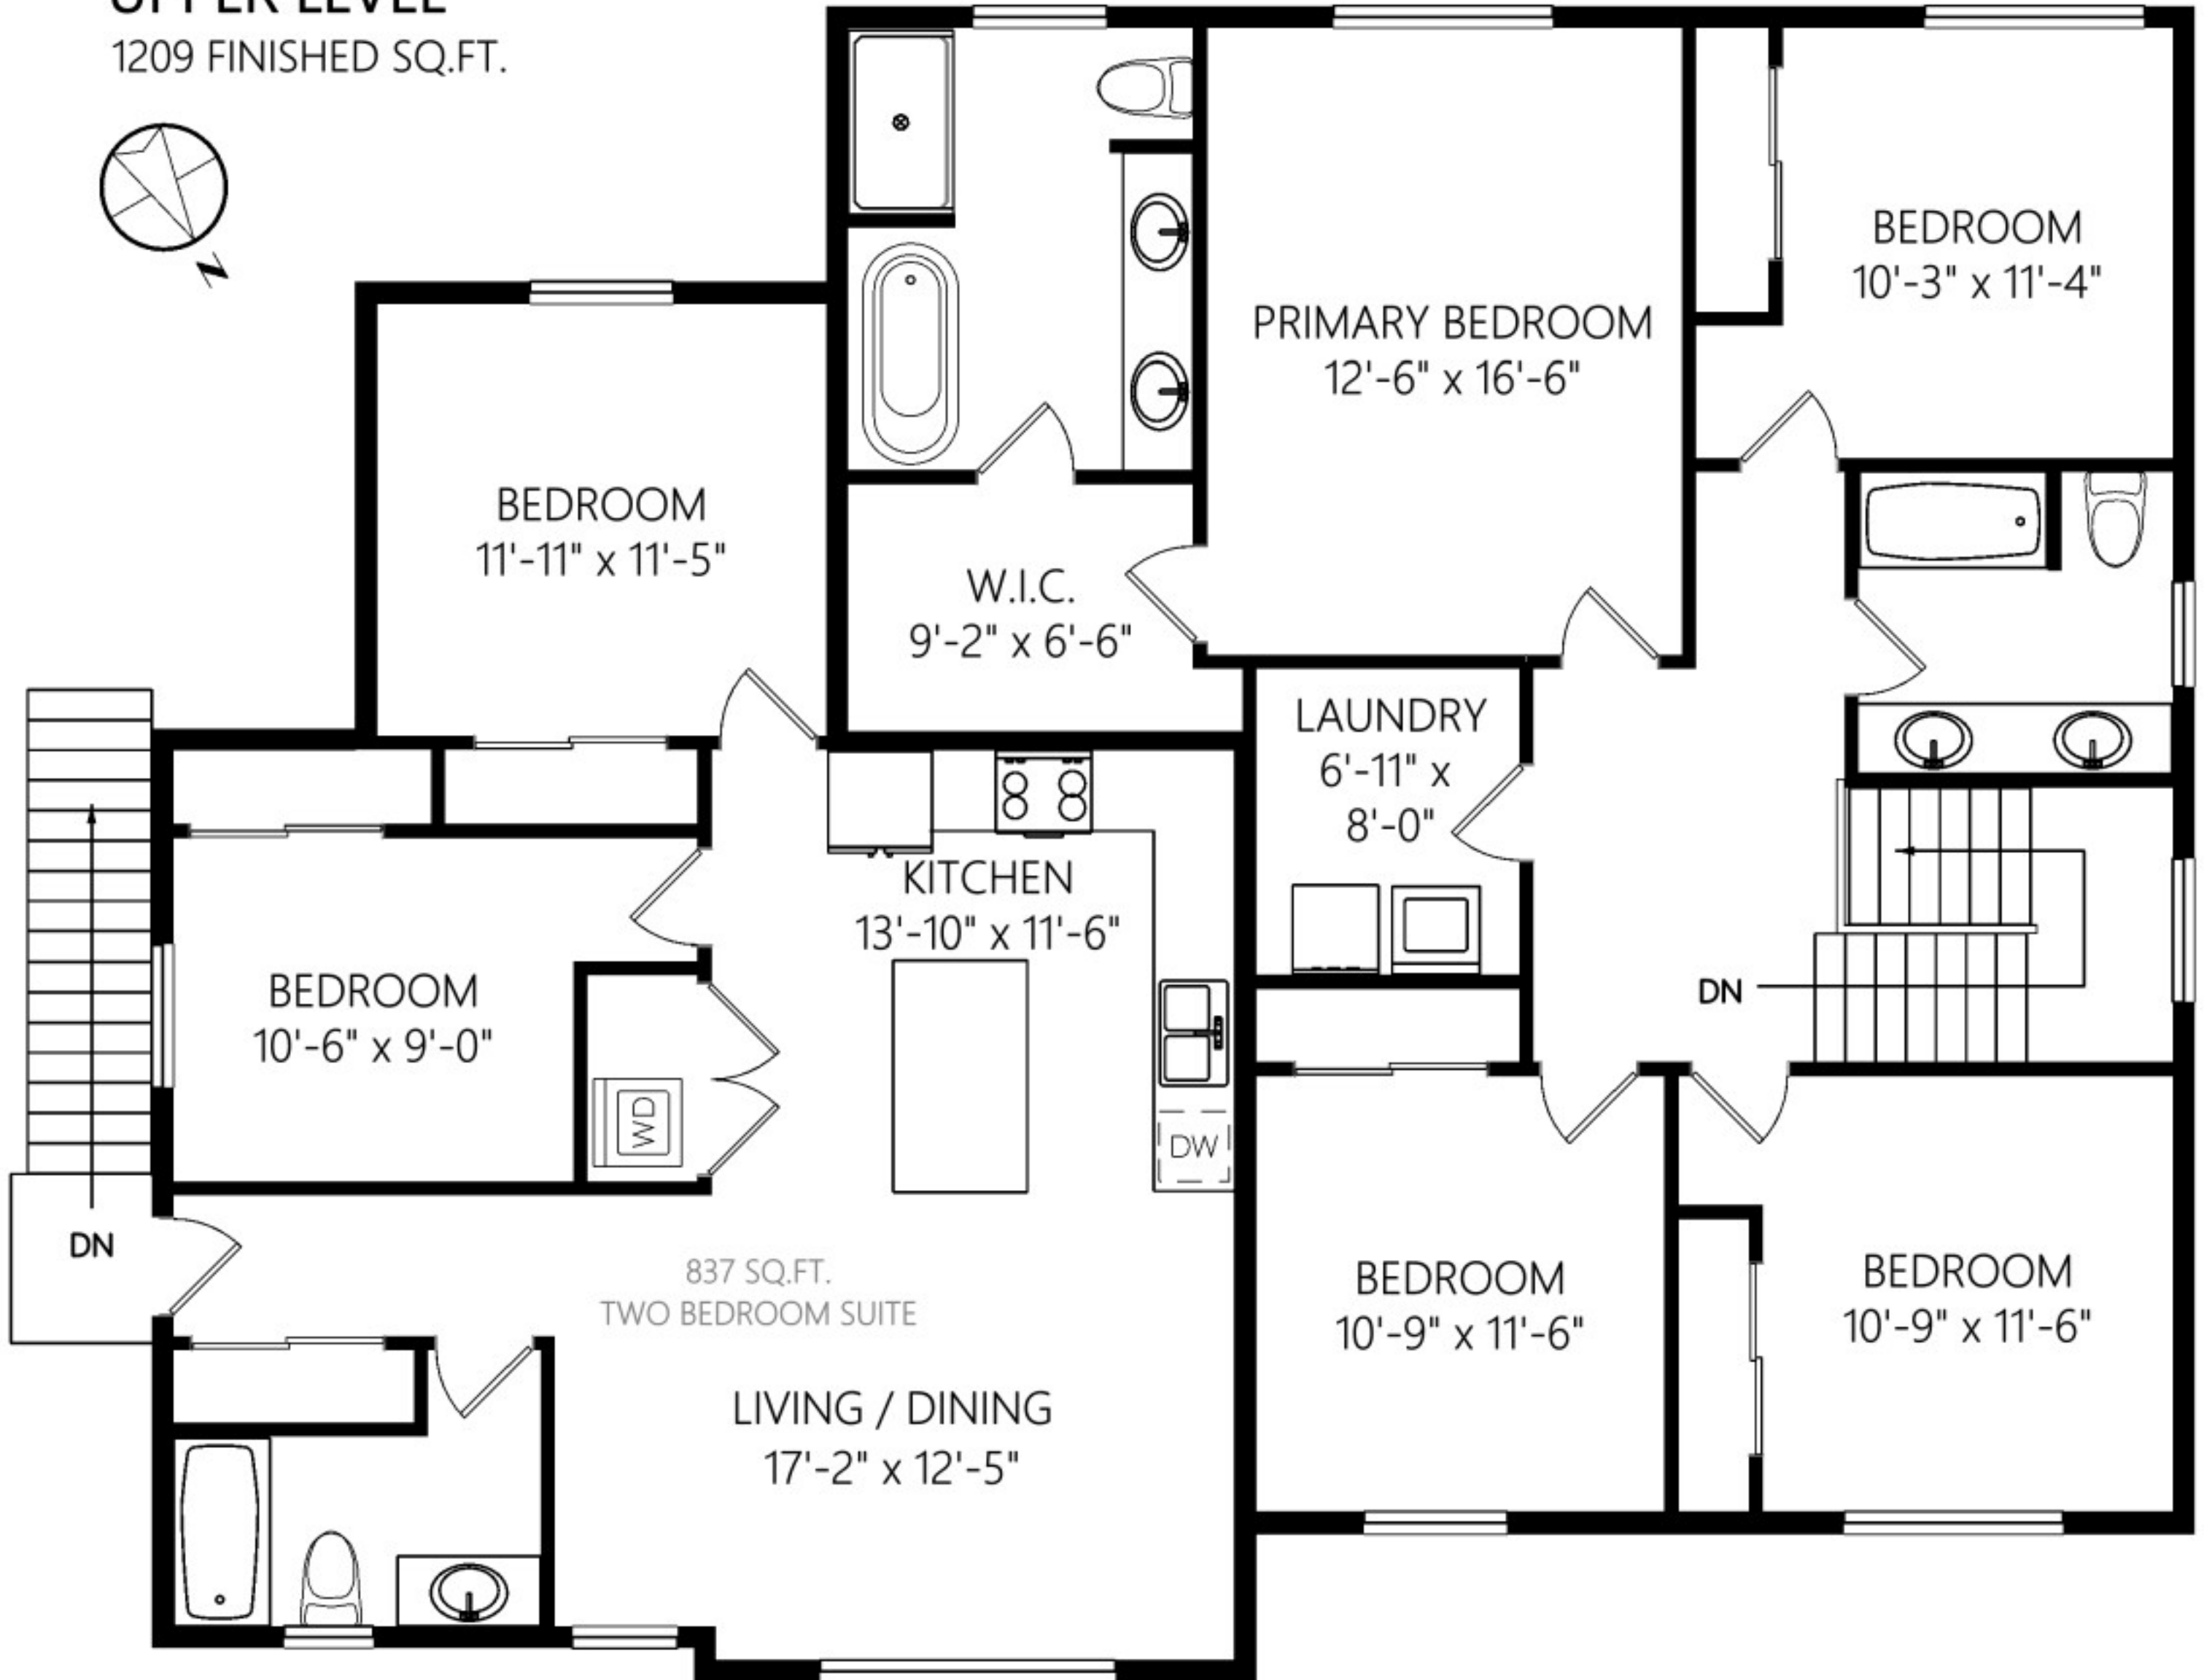 UPPER LEVEL
1209 FINISHED SQ.FT.
N
BEDROOM
10'-3" x 11'-4"
PRIMARY BEDROOM
12'-6" x 16'-6"
BEDROOM
11'-11" x 11'-5"
W.I.C.
9'-2" x 6'-6"
LAUNDRY
6'-11" x
8'-0"
KITCHEN
13'-10" x 11'-6"
BEDROOM
10'-6" x 9'-0"
DN
WD
DW
DN
837 SQ.FT.
TWO BEDROOM SUITE
BEDROOM
10'-9" x 11'-6"
BEDROOM
10'-9" x 11'-6"
LIVING / DINING
17'-2" x 12'-5"